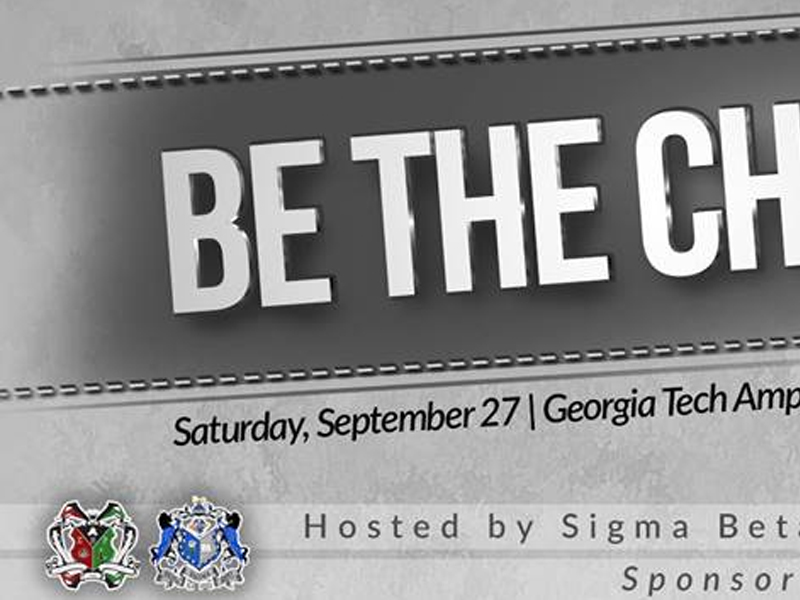 BE THE CH
Saturday, September 27 | Georgia Tech Amp
Hosted by Sigma Beta
Sponsor